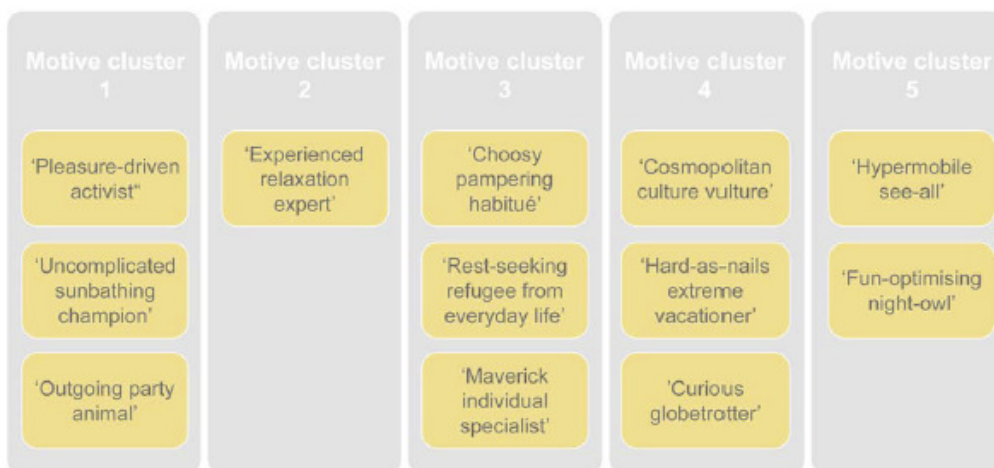 Motive cluster
1
Motive cluster
2
Motive cluster
3
Motive cluster
4
Motive cluster
5
‘Pleasure-driven
activist“
‘Uncomplicated
sunbathing
champion’
‘Outgoing party
animal’
‘Experienced
relaxation
expert’
‘Choosy
pampering
habitué’
‘Rest-seeking
refugee from
everyday life’
‘Maverick
individual
specialist’
‘Cosmopolitan
culture vulture’
‘Hard-as-nails
extreme
vacationer’
’Curious
globetrotter’
‘Hypermobile
see-all’
‘Fun-optimising
night-owl’